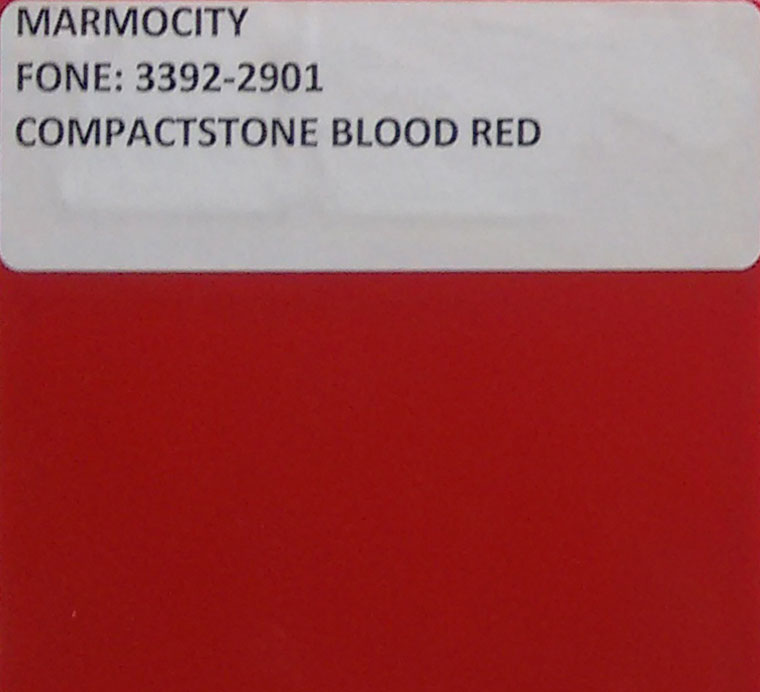 MARMOCITY
FONE: 3392-2901
COMPACTSTONE BLOOD RED